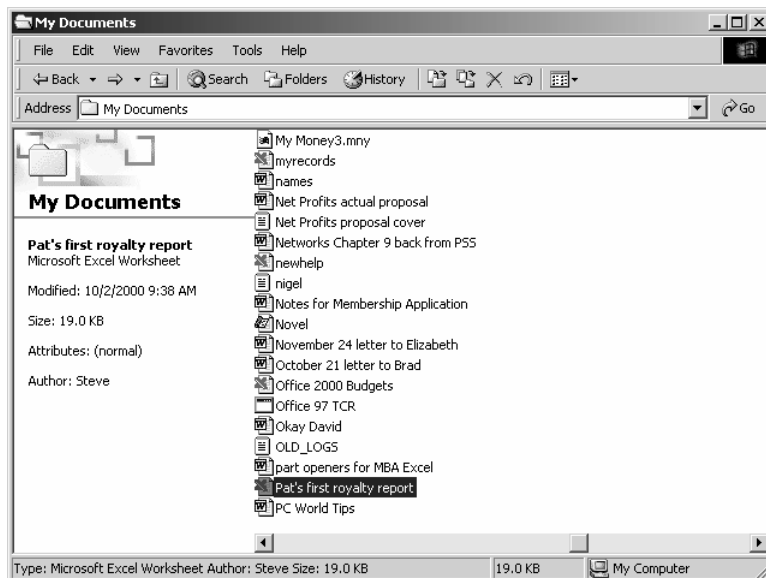 My Documents
File Edit View Favorites Tools Help
Back Search Folders History
Address My Documents Go
My Documents
Pat's first royalty report
Microsoft Excel Worksheet
Modified: 10/2/2000 9:38 AM
Size: 19.0 KB
Attributes: (normal)
Author: Steve
My Money3.mny
myrecords
names
Net Profits actual proposal
Net Profits proposal cover
Networks Chapter 9 back from PSS
newhelp
nigel
Notes for Membership Application
Novel
November 24 letter to Elizabeth
October 21 letter to Brad
Office 2000 Budgets
Office 97 TCR
Okay David
OLD_LOGS
part openers for MBA Excel
Pat's first royalty report
PC World Tips
Type: Microsoft Excel Worksheet Author: Steve Size: 19.0 KB 19.0 KB My Computer